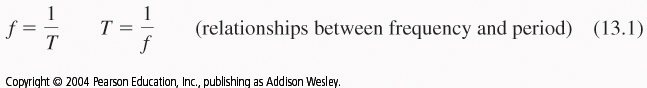 f = 1/T    T = 1/f    (relationships between frequency and period)    (13.1)
Copyright © 2004 Pearson Education, Inc., publishing as Addison Wesley.